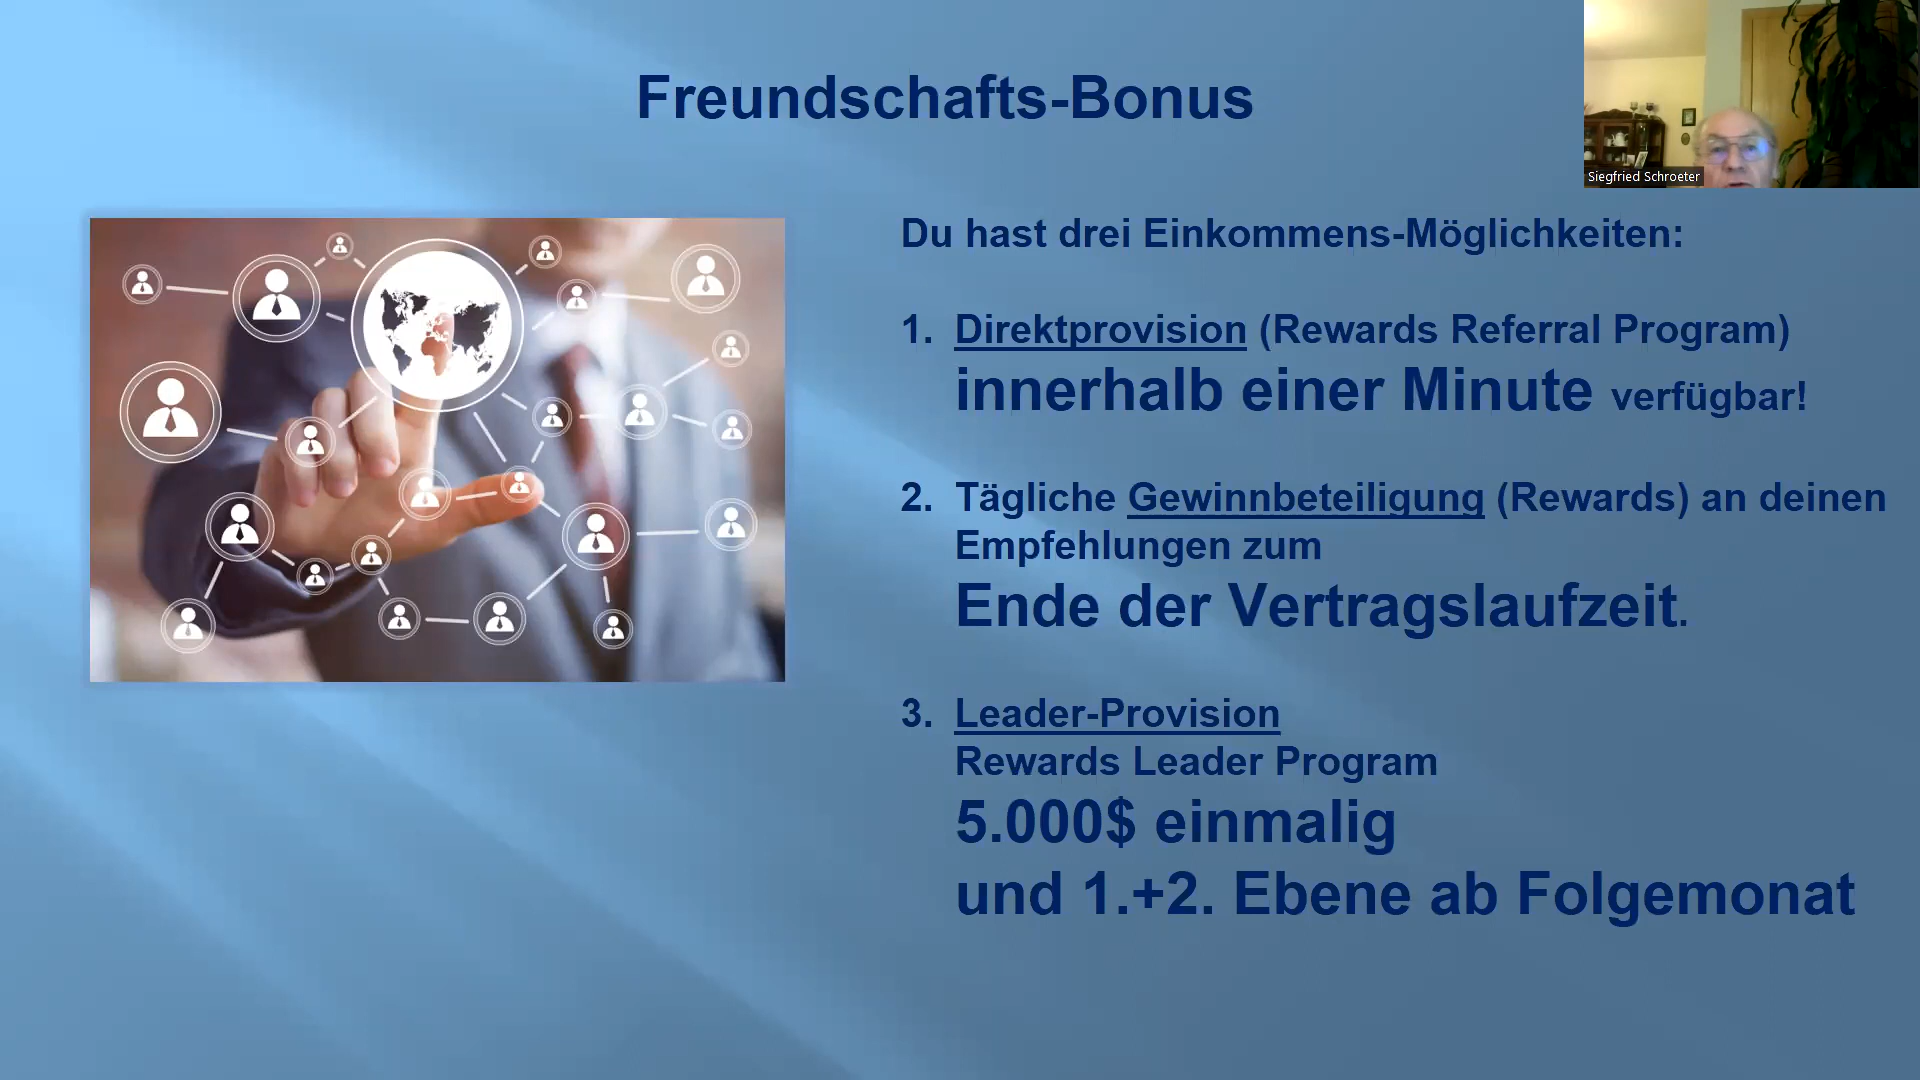 Freundschafts-Bonus
Siegfried Schroeter
Du hast drei Einkommens-Möglichkeiten:
1. Direktprovision (Rewards Referral Program)
innerhalb einer Minute verfügbar!
2. Tägliche Gewinnbeteiligung (Rewards) an deinen
Empfehlungen zum
Ende der Vertragslaufzeit.
3. Leader-Provision
Rewards Leader Program
5.000$ einmalig
und 1.+2. Ebene ab Folgemonat